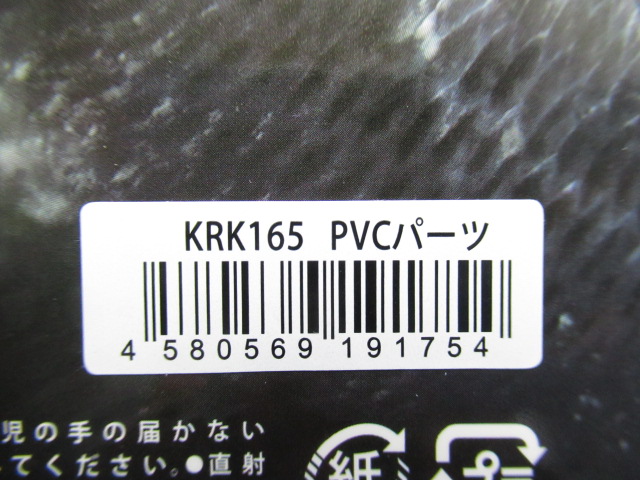 KRK165 PVCパーツ
4 580569 191754
児の手の届かない
てください。●直射
紙